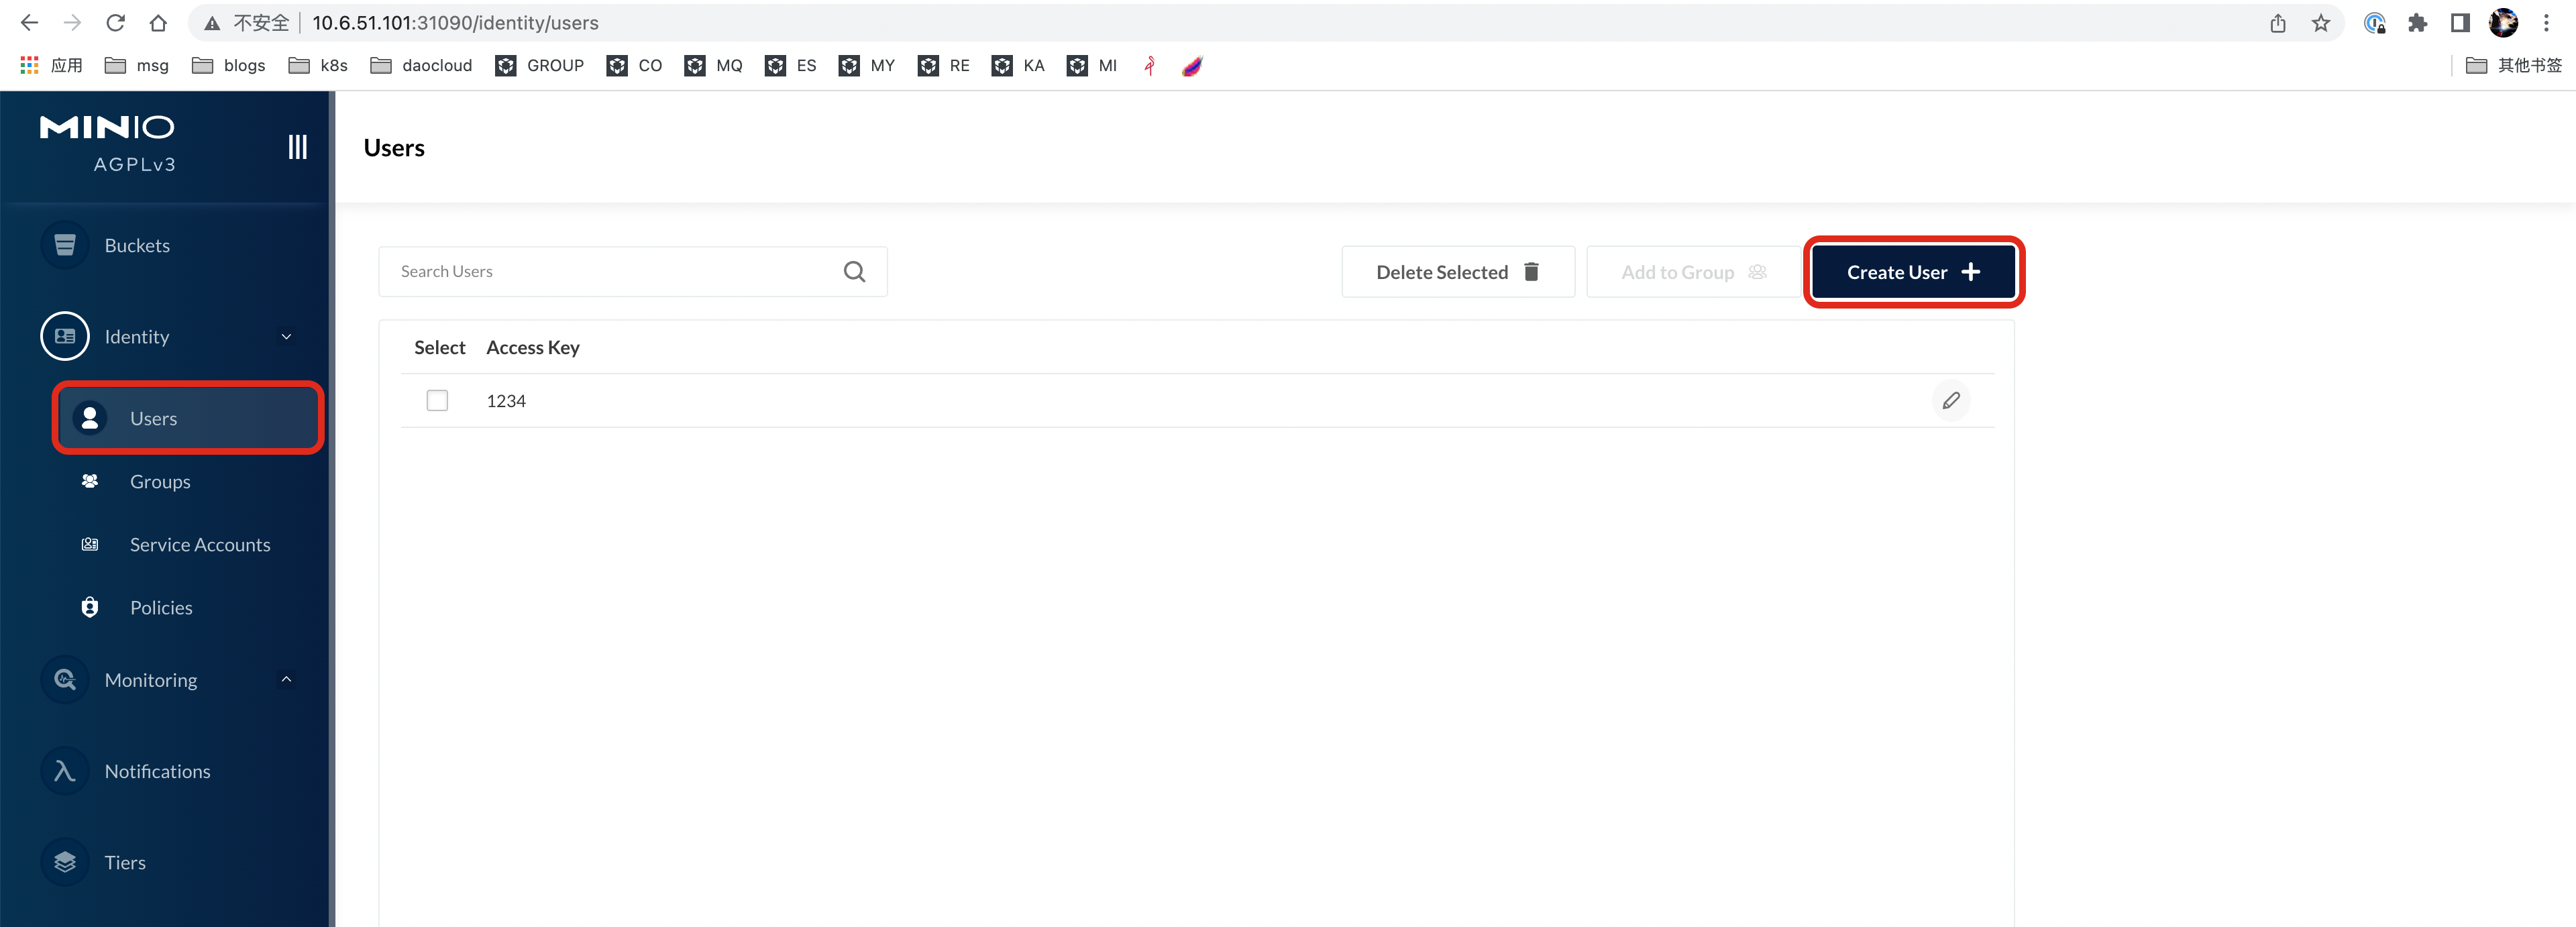 不安全 10.6.51.101:31090/identity/users
应用 msg blogs k8s daocloud GROUP CO MQ ES MY RE KA MI 其他书签
MINIO
AGPLv3
Users
Buckets
Search Users
Delete Selected
Add to Group
Create User
Identity
Select Access Key
1234
Users
Groups
Service Accounts
Policies
Monitoring
Notifications
Tiers